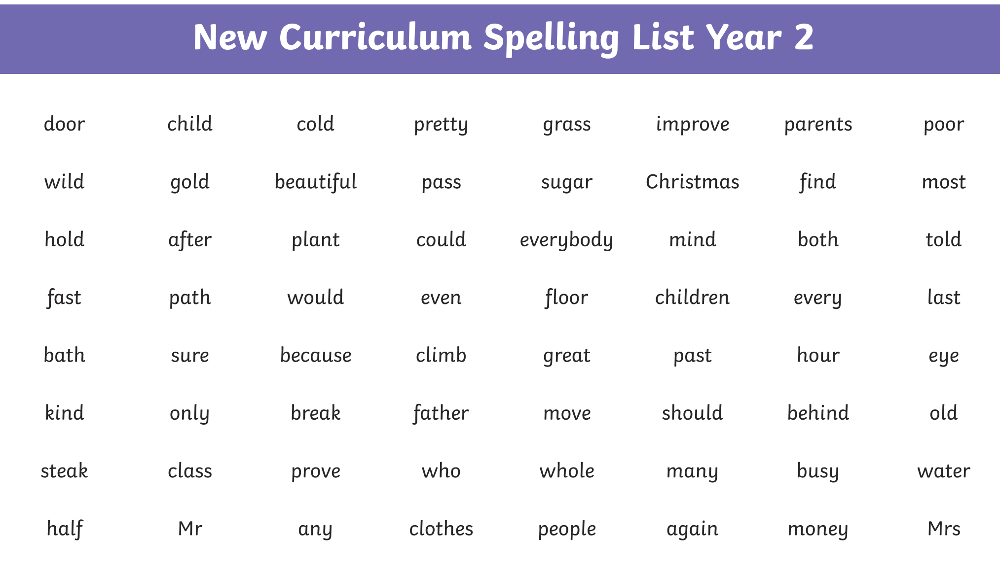 New Curriculum Spelling List Year 2
door child cold pretty grass improve parents poor
wild gold beautiful pass sugar Christmas find most
hold after plant could everybody mind both told
fast path would even floor children every last
bath sure because climb great past hour eye
kind only break father move should behind old
steak class prove who whole many busy water
half Mr any clothes people again money Mrs